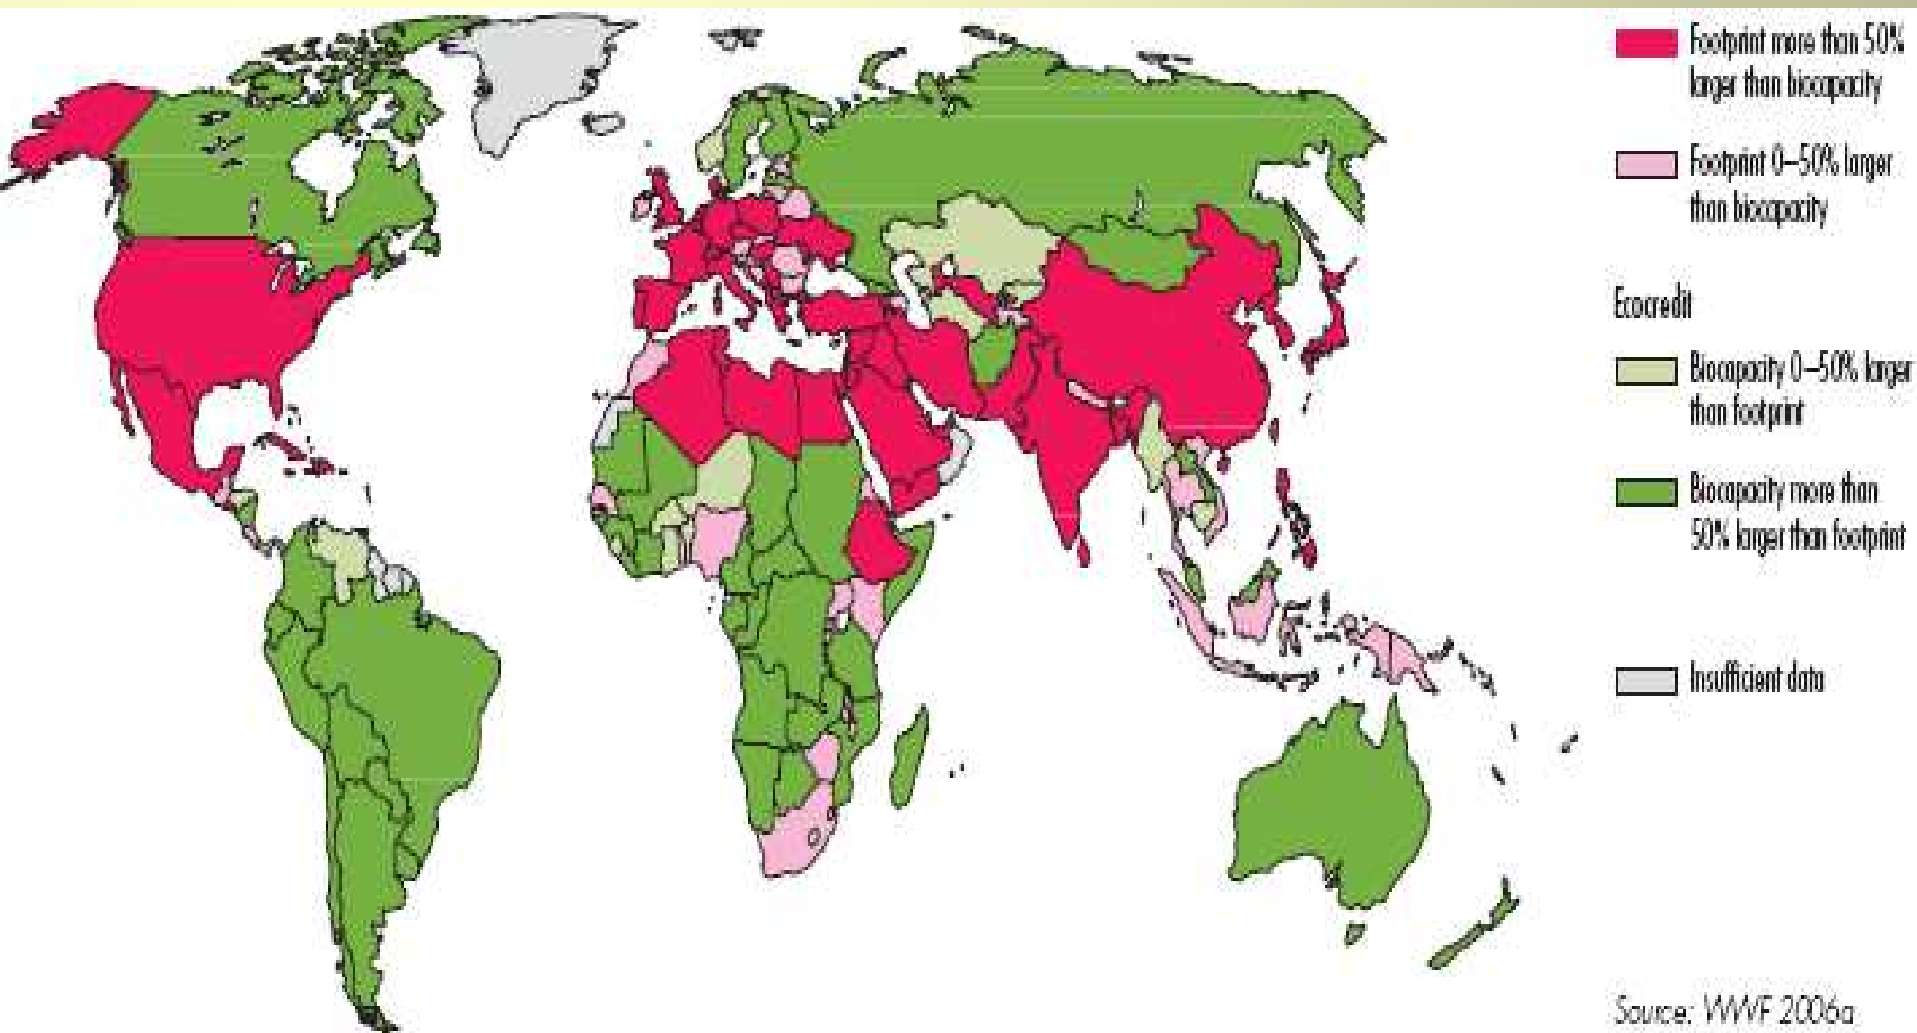 Footprint more than 50%
larger than biocapacity
Footprint 0–50% larger
than biocapacity
Ecocredit
Biocapacity 0–50% larger
than footprint
Biocapacity more than
50% larger than footprint
Insufficient data
Source: WWF 2006a